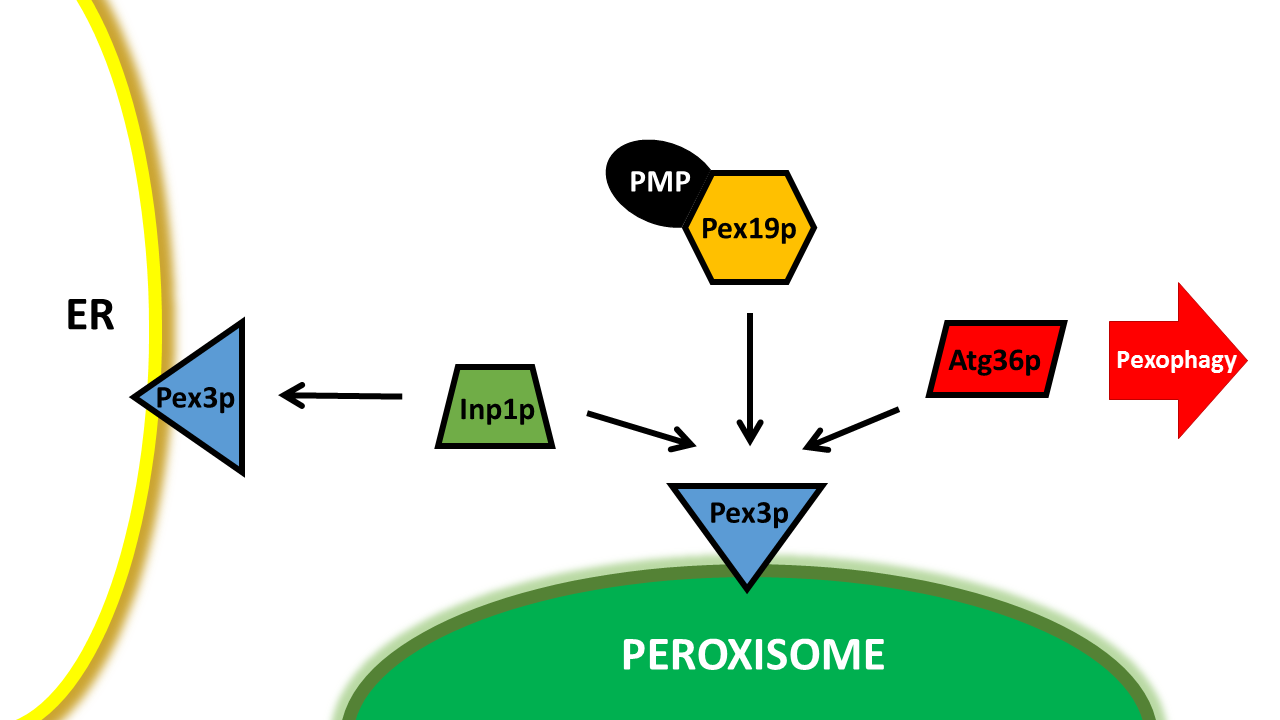 PMP
Pex19p
ER
Pex3p
Inp1p
Atg36p
Pexophagy
Pex3p
PEROXISOME